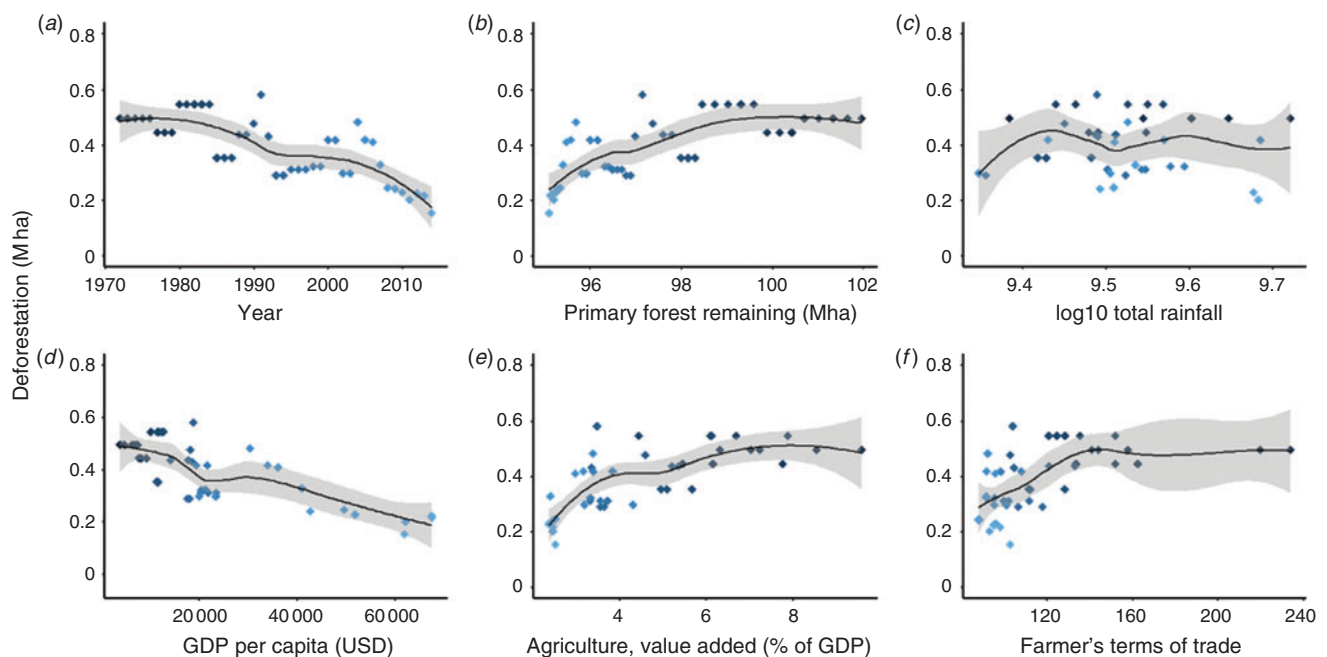 Deforestation (M ha)
(a)
0.8
0.6
0.4
0.2
0
1970 1980 1990 2000 2010
Year
(b)
0.8
0.6
0.4
0.2
0
96 98 100 102
Primary forest remaining (Mha)
(c)
0.8
0.6
0.4
0.2
0
9.4 9.5 9.6 9.7
log10 total rainfall
(d)
0.8
0.6
0.4
0.2
0
20 000 40 000 60 000
GDP per capita (USD)
(e)
0.8
0.6
0.4
0.2
0
4 6 8
Agriculture, value added (% of GDP)
(f)
0.8
0.6
0.4
0.2
0
120 160 200 240
Farmer's terms of trade